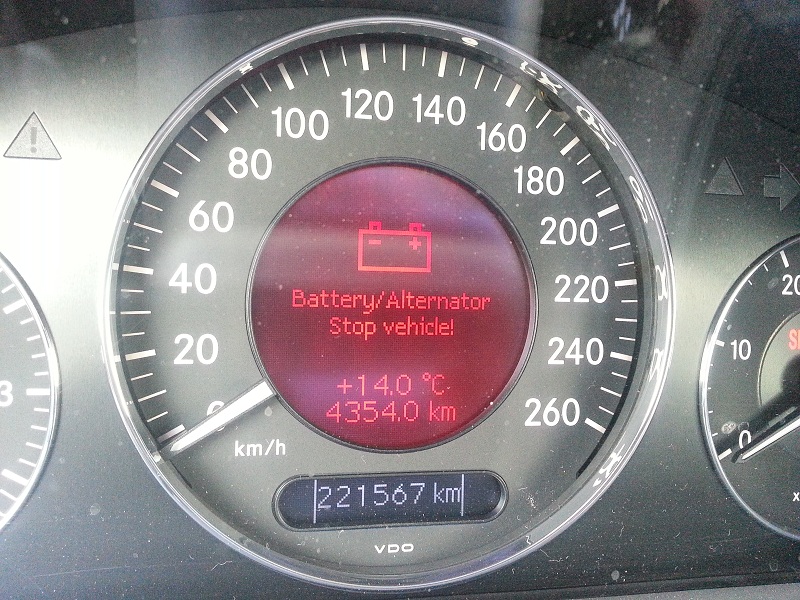 120 140
100 160
80 180
60 200
40 220
20 240
260
km/h
Battery/Alternator
Stop vehicle!
+14.0 °C
4354.0 km
221567 km
VDO
3
20
10
0